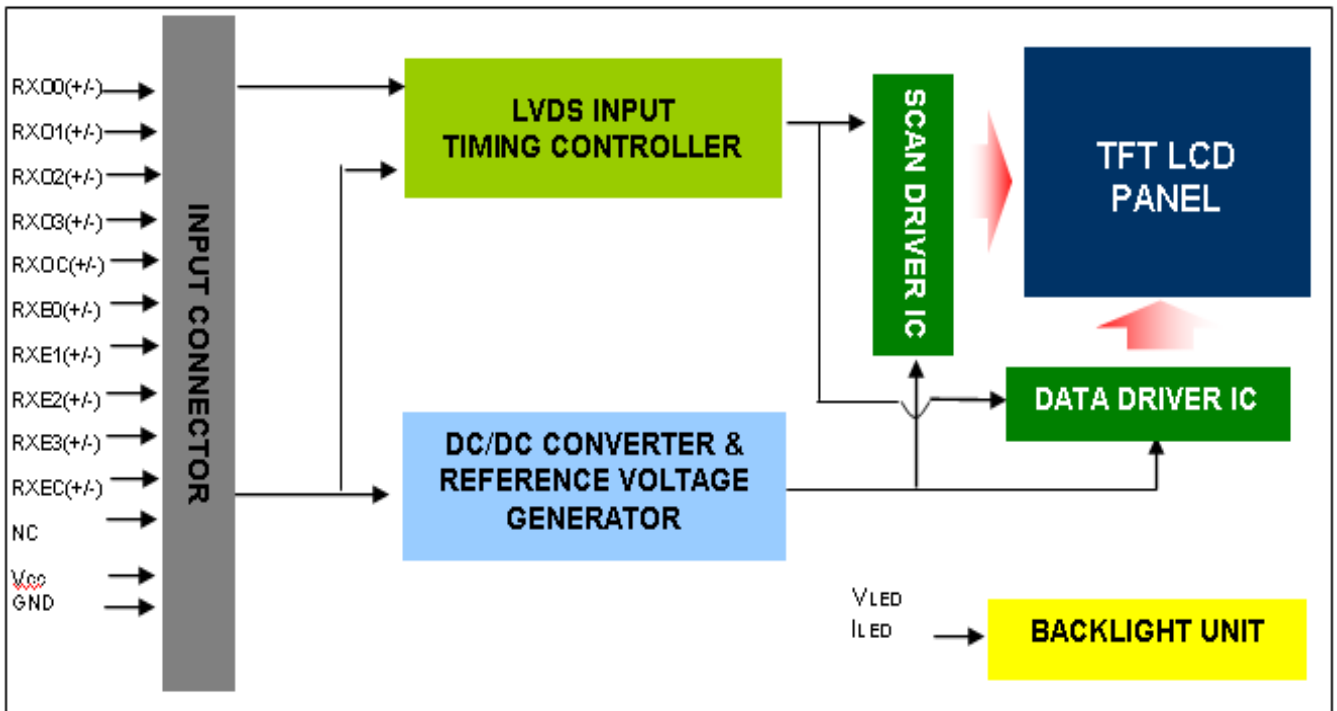 RXO0(+/-)
RXO1(+/-)
RXO2(+/-)
RXO3(+/-)
RXOC(+/-)
RXE0(+/-)
RXE1(+/-)
RXE2(+/-)
RXE3(+/-)
RXEC(+/-)
NC
Vcc
GND
INPUT CONNECTOR
LVDS INPUT
TIMING CONTROLLER
DC/DC CONVERTER &
REFERENCE VOLTAGE
GENERATOR
SCAN DRIVER IC
TFT LCD
PANEL
DATA DRIVER IC
VLED
ILED
BACKLIGHT UNIT